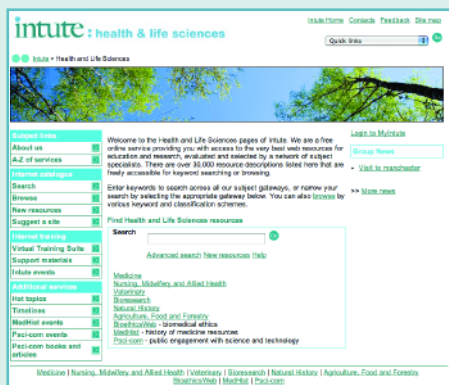 intute: health & life sciences
Intute Home Contacts Feedback Site map
Quick links
Intute > Health and Life Sciences
Subject links
About us
A-Z of services
Internet catalogue
Search
Browse
New resources
Suggest a site
Internet training
Virtual Training Suite
Support materials
Intute events
Additional services
Hot topics
Timelines
MedHist events
Psci-com events
Psci-com books and
articles
Welcome to the Health and Life Sciences pages of Intute. We are a free
online service providing you with access to the very best web resources for
education and research, evaluated and selected by a network of subject
specialists. There are over 30,000 resource descriptions listed here that are
freely accessible for keyword searching or browsing.
Enter keywords to search across all our subject gateways, or narrow your
search by selecting the appropriate gateway below. You can also browse by
various keyword and classification schemes.
Find Health and Life Sciences resources
Search
Advanced search New resources Help
Medicine
Nursing, Midwifery and Allied Health
Veterinary
Bioresearch
Natural History
Agriculture, Food and Forestry
BioethicsWeb - biomedical ethics
MedHist - history of medicine resources
Psci-com - public engagement with science and technology
Login to MyIntute
Group News
Visit to manchester
>> More news
Medicine | Nursing, Midwifery and Allied Health | Veterinary | Bioresearch | Natural History | Agriculture, Food and Forestry
BioethicsWeb | MedHist | Psci-com